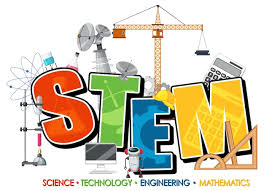 STEM
SCIENCE • TECHNOLOGY • ENGINEERING • MATHEMATICS